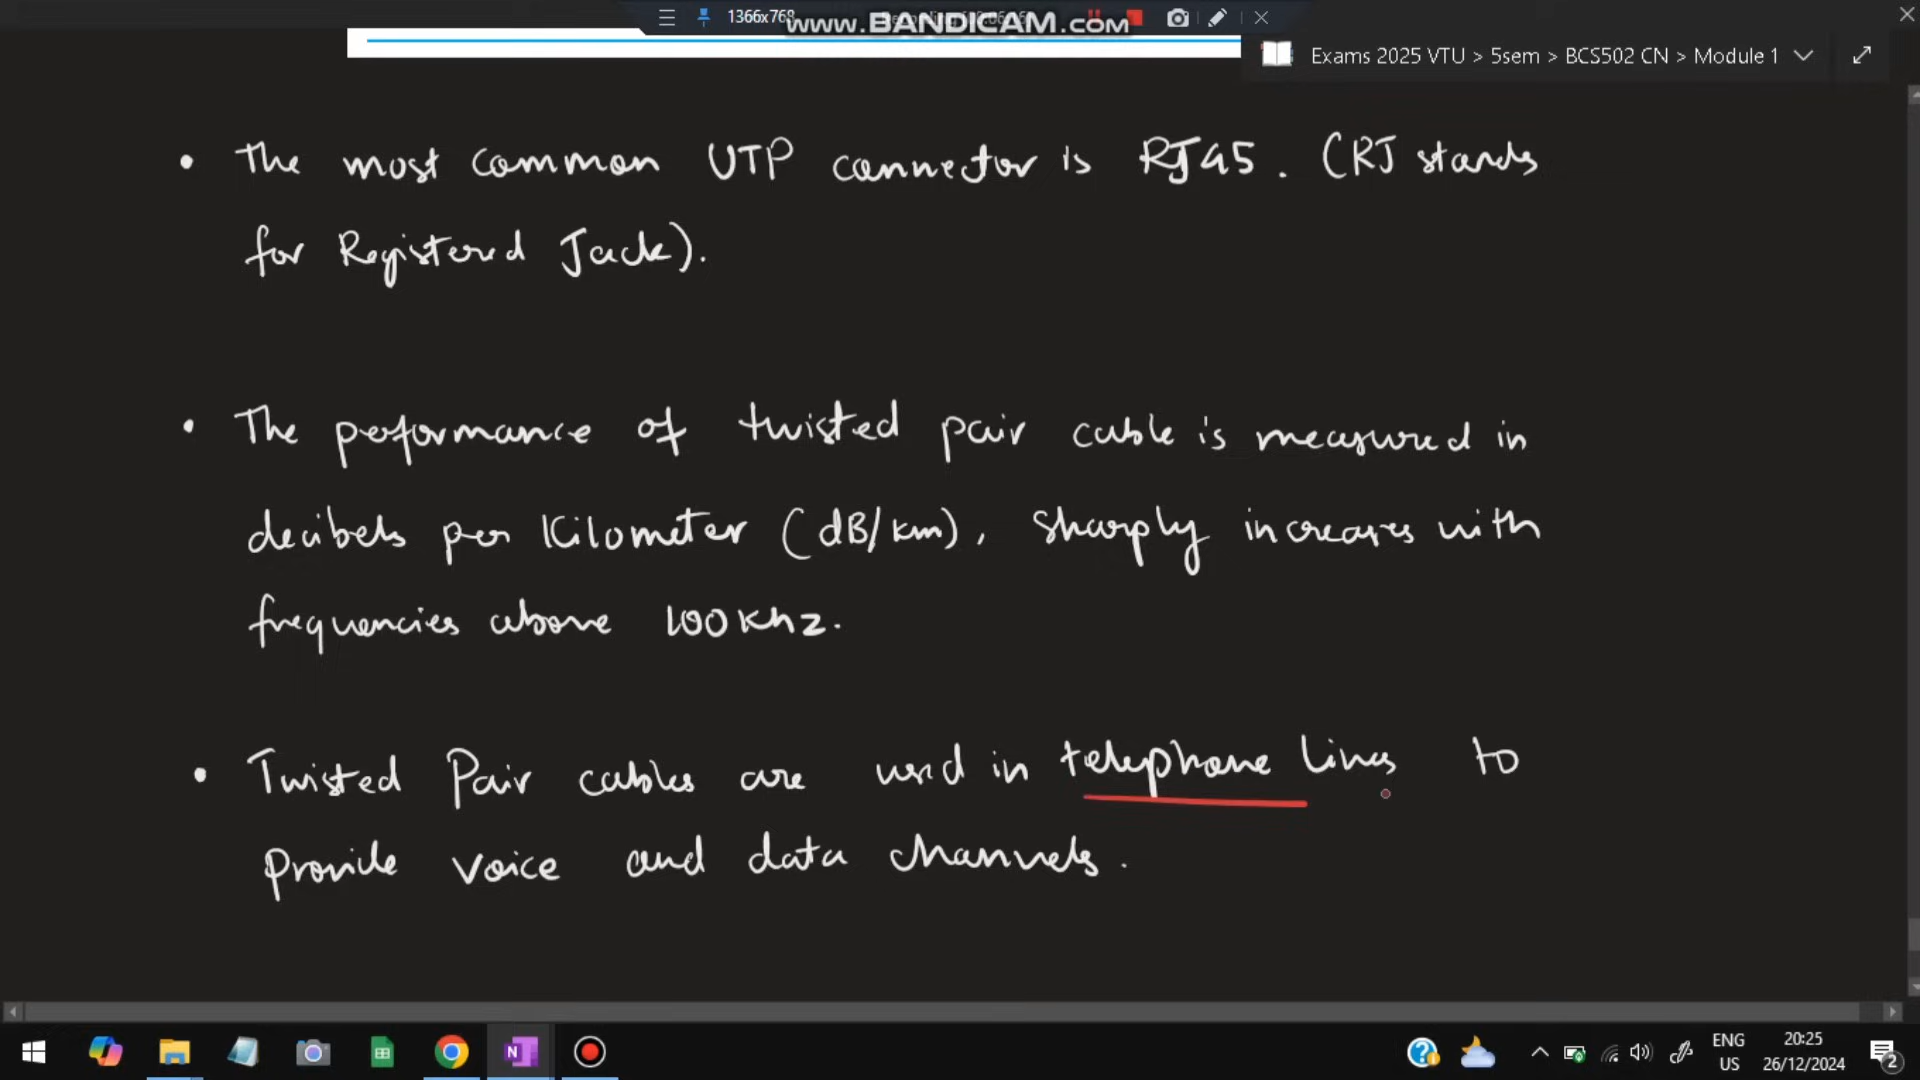 1366x768
www.BANDICAM.com
Exams 2025 VTU > 5sem > BCS502 CN > Module 1
• The most common UTP connector is RJ45. (RJ stands
for Registered Jack).
• The performance of twisted pair cable is measured in
decibels per Kilometer (dB/km), sharply increases with
frequencies above 100Khz.
• Twisted Pair cables are used in telephone lines to
provide voice and data channels.
ENG
US
20:25
26/12/2024
2